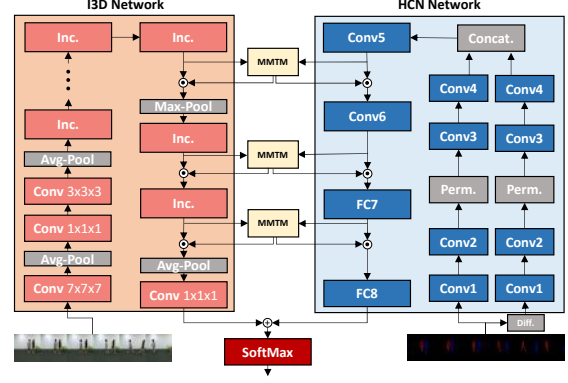 I3D Network
HCN Network
Inc.
Inc.
MMTM
Conv5
Concat.
Max-Pool
Conv4
Conv4
Inc.
Inc.
Conv6
Conv3
Conv3
Avg-Pool
MMTM
Conv 3x3x3
Inc.
FC7
Perm.
Perm.
Conv 1x1x1
MMTM
Conv2
Conv2
Avg-Pool
Avg-Pool
Conv 7x7x7
Conv 1x1x1
FC8
Conv1
Conv1
Diff.
SoftMax